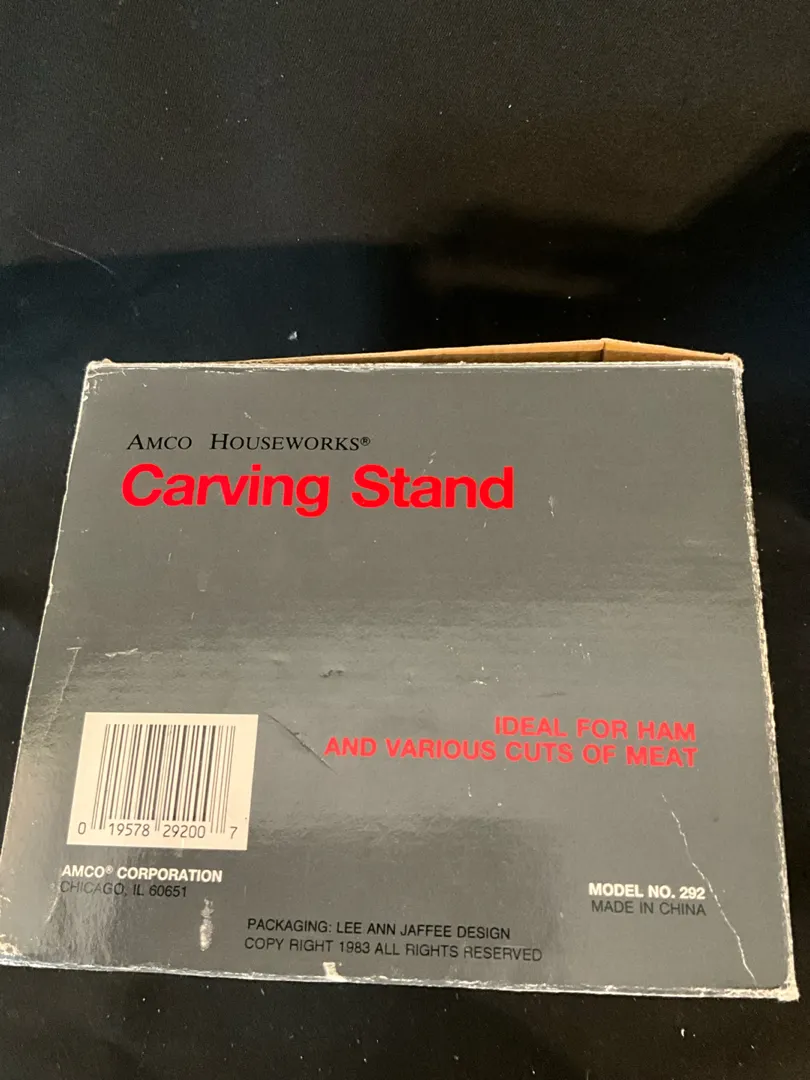 AMCO HOUSEWORKS®
Carving Stand
IDEAL FOR HAM
AND VARIOUS CUTS OF MEAT
0 19578 29200 7
AMCO® CORPORATION
CHICAGO, IL 60651
MODEL NO. 292
MADE IN CHINA
PACKAGING: LEE ANN JAFFEE DESIGN
COPY RIGHT 1983 ALL RIGHTS RESERVED